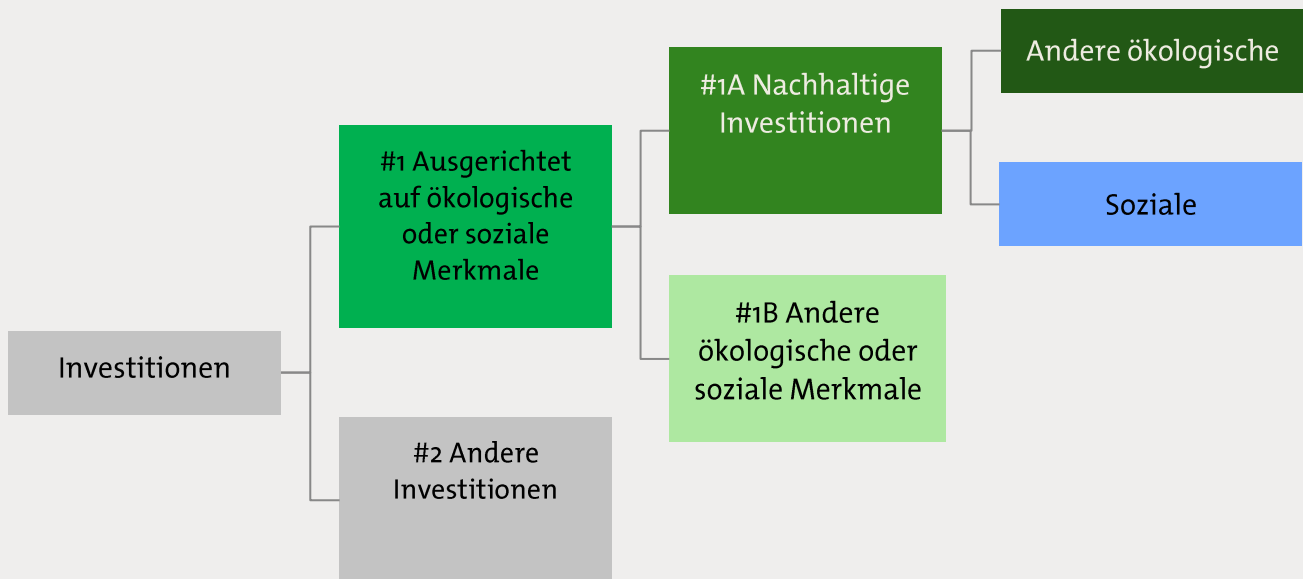 Investitionen
#1 Ausgerichtet
auf ökologische
oder soziale
Merkmale
#2 Andere
Investitionen
#1A Nachhaltige
Investitionen
#1B Andere
ökologische oder
soziale Merkmale
Andere ökologische
Soziale